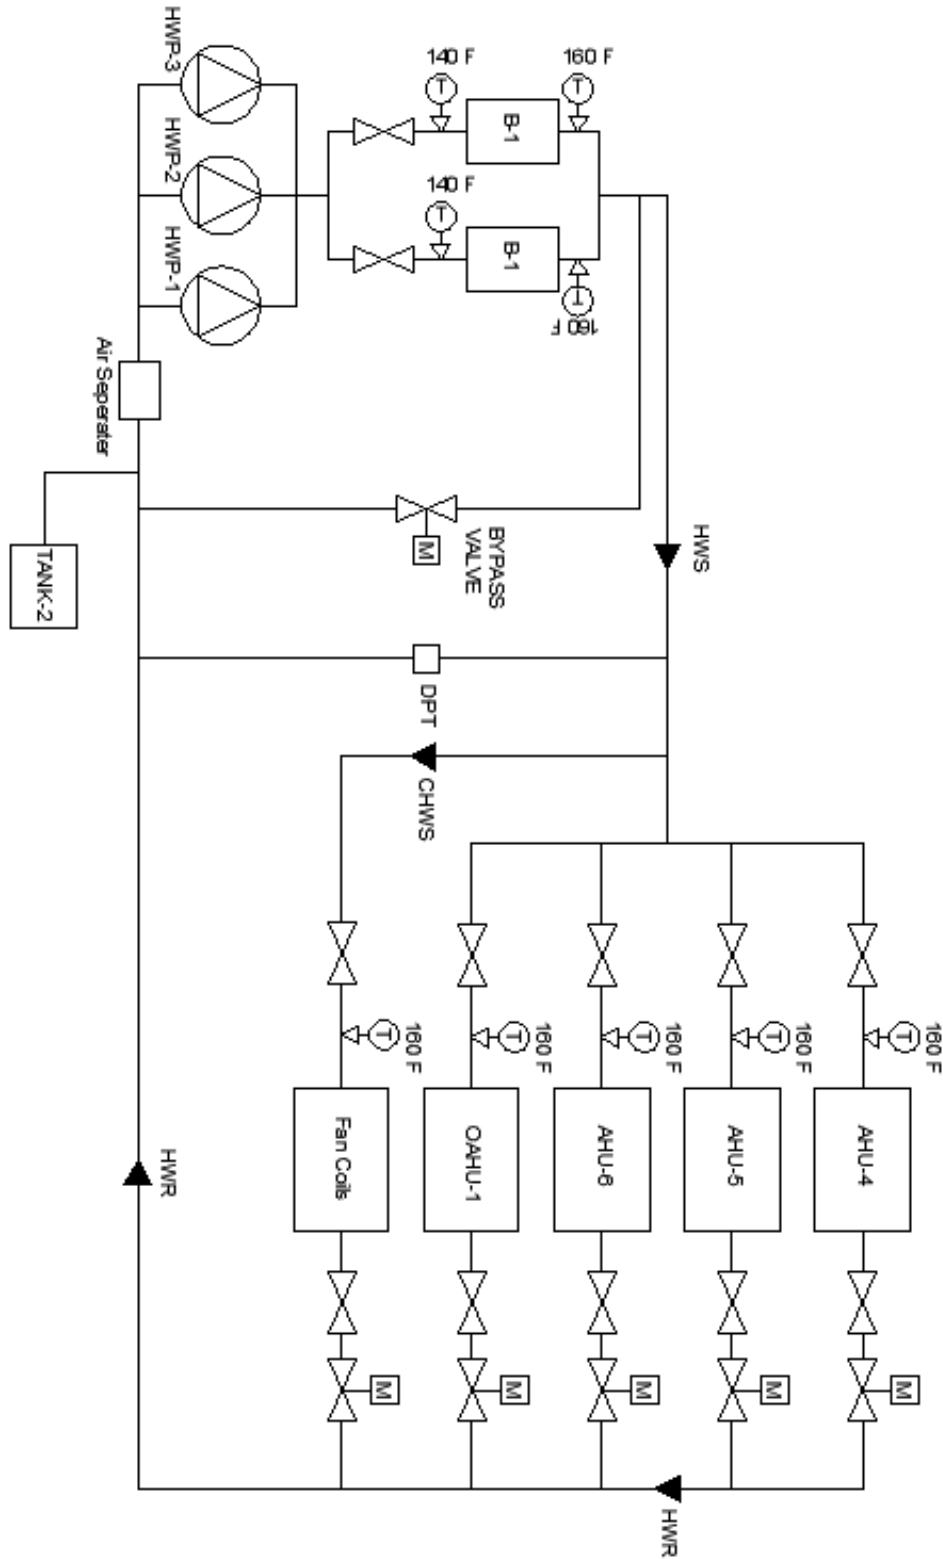 HWP-3
HWP-2
HWP-1
140 F
T
160 F
T
B-1
140 F
T
B-1
T
160 F
Air Seperater
TANK-2
BYPASS
VALVE
M
HWS
DPT
CHWS
160 F
T
160 F
T
160 F
T
160 F
T
160 F
T
Fan Coils
OAHU-1
AHU-6
AHU-5
AHU-4
M
M
M
M
M
HWR
HWR